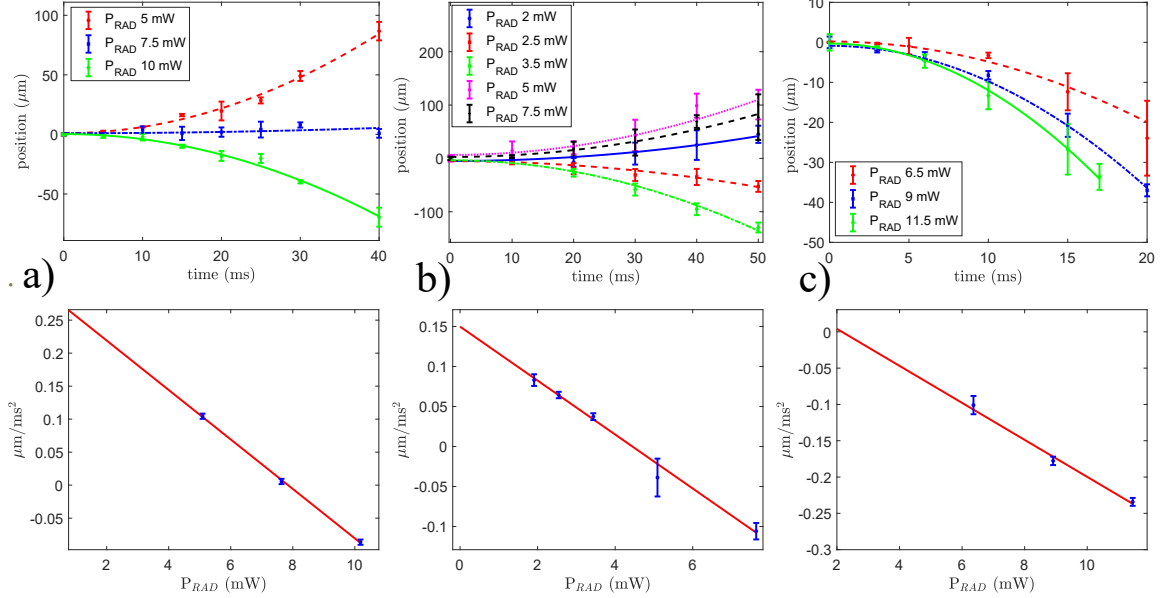 100
50
0
-50
position (μm)
0 10 20 30 40
time (ms)
P_RAD 5 mW
P_RAD 7.5 mW
P_RAD 10 mW
a)
200
100
0
-100
position (μm)
0 10 20 30 40 50
time (ms)
P_RAD 2 mW
P_RAD 2.5 mW
P_RAD 3.5 mW
P_RAD 5 mW
P_RAD 7.5 mW
b)
10
0
-10
-20
-30
-40
-50
position (μm)
0 5 10 15 20
time (ms)
P_RAD 6.5 mW
P_RAD 9 mW
P_RAD 11.5 mW
c)
0.25
0.2
0.15
0.1
0.05
0
-0.05
μm/ms²
2 4 6 8 10
P_RAD (mW)
0.15
0.1
0.05
0
-0.05
-0.1
μm/ms²
0 2 4 6
P_RAD (mW)
0
-0.05
-0.1
-0.15
-0.2
-0.25
-0.3
μm/ms²
2 4 6 8 10
P_RAD (mW)